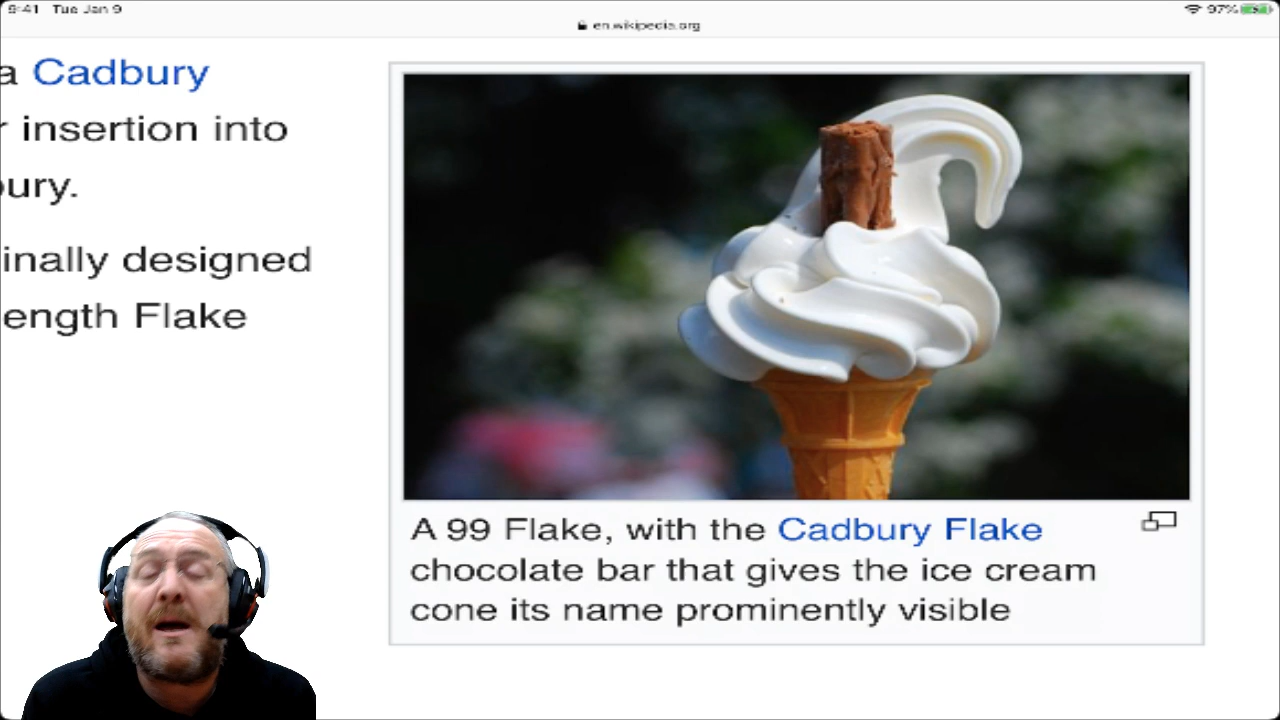 9:41 Tue Jan 9
97%
en.wikipedia.org
a Cadbury
r insertion into
bury.
inally designed
ength Flake
A 99 Flake, with the Cadbury Flake
chocolate bar that gives the ice cream
cone its name prominently visible